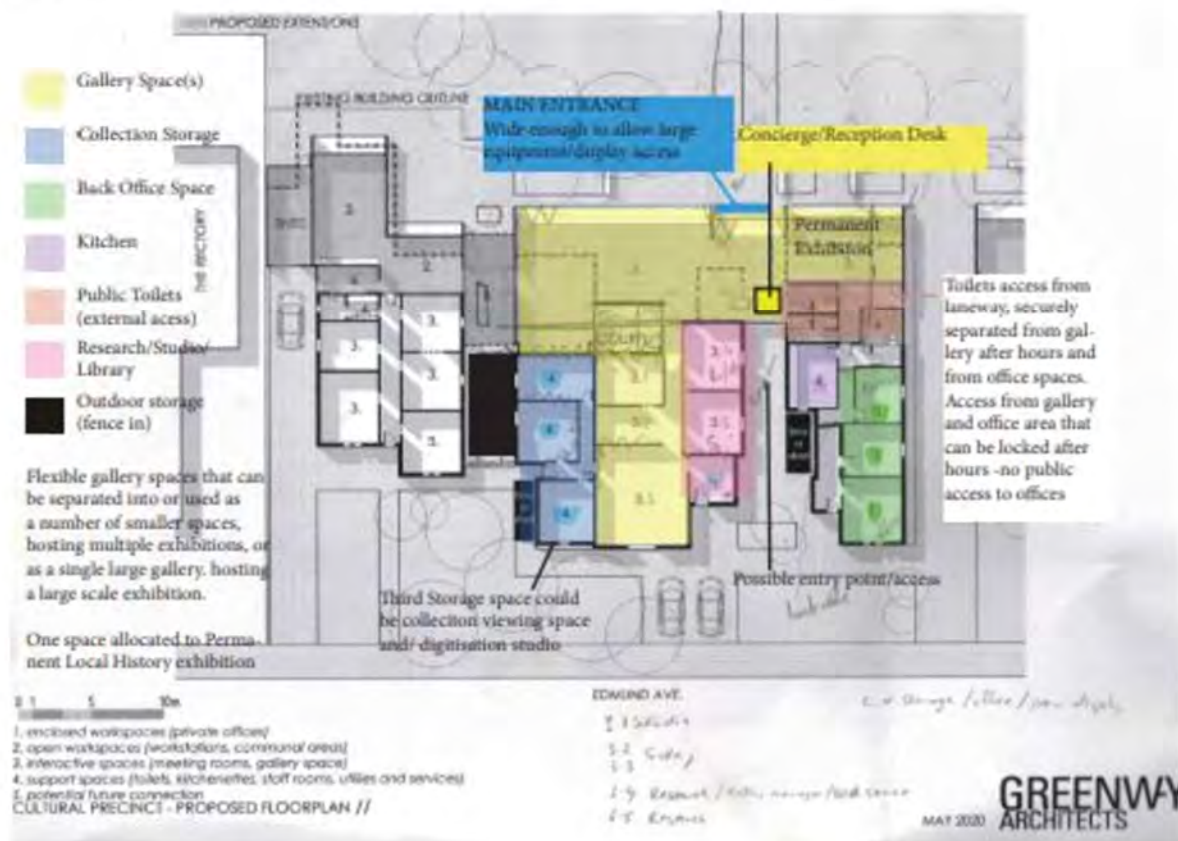 PROPOSED EXTENSIONS
Gallery Space(s)
Collection Storage
Back Office Space
Kitchen
Public Toilets
(external acess)
Research/Studio/
Library
Outdoor storage
(fence in)
Flexible gallery spaces that can
be separated into or used as
a number of smaller spaces,
hosting multiple exhibitions, or
as a single large gallery. hosting
a large scale exhibition.
One space allocated to Perma-
nent Local History exhibition
THE RECTORY
EXISTING BUILDING OUTLINE
MAIN ENTRANCE
Wide enough to allow large
equipment/display access
Concierge/Reception Desk
Permanent
Exhibition
Toilets access from
laneway, securely
separated from gal-
lery after hours and
from office spaces.
Access from gallery
and office area that
can be locked after
hours -no public
access to offices
Third Storage space could
be collection viewing space
and/ digitisation studio
Possible entry point/access
EDMUND AVE.
0 1 5 10m
1. enclosed workspaces (private offices)
2. open workspaces (workstations, communal areas)
3. interactive spaces (meeting rooms, gallery space)
4. support spaces (toilets, kitchenettes, staff rooms, utilies and services)
5. potential future connection
CULTURAL PRECINCT - PROPOSED FLOORPLAN //
MAY 2020
GREENWAY
ARCHITECTS